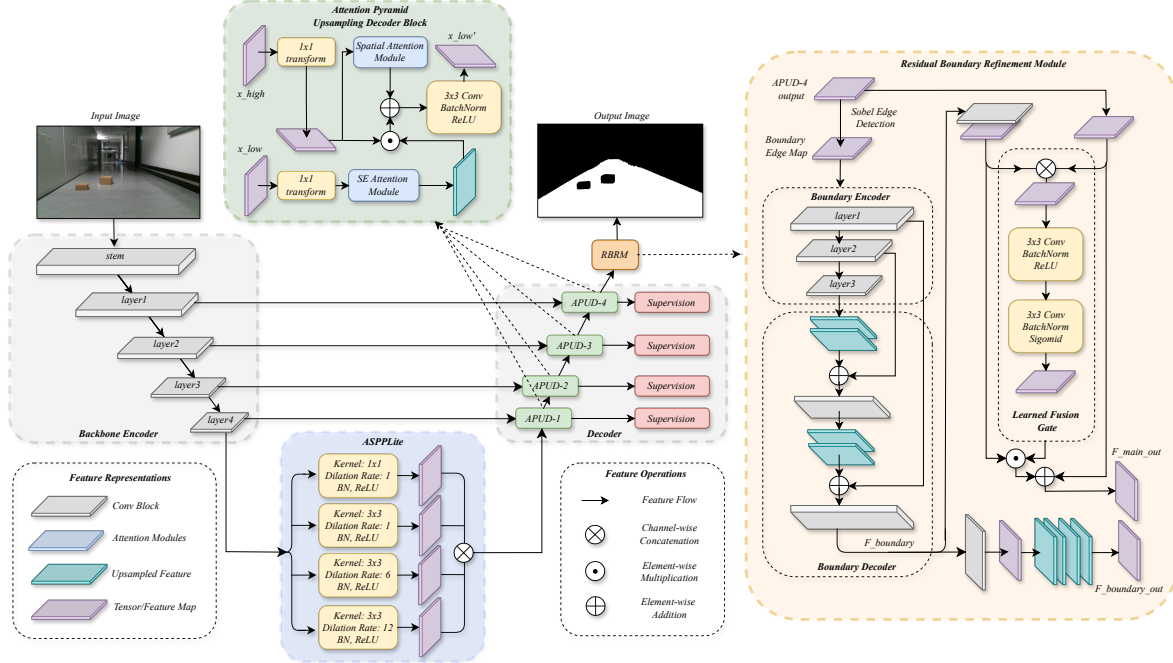 Attention Pyramid
Upsampling Decoder Block
x_high
1x1
transform
Spatial Attention
Module
x_low'
3x3 Conv
BatchNorm
ReLU
x_low
1x1
transform
SE Attention
Module
Input Image
Output Image
stem
layer1
layer2
layer3
layer4
Backbone Encoder
RBRM
APUD-4
Supervision
APUD-3
Supervision
APUD-2
Supervision
APUD-1
Supervision
Decoder
ASPPLite
Kernel: 1x1
Dilation Rate: 1
BN, ReLU
Kernel: 3x3
Dilation Rate: 1
BN, ReLU
Kernel: 3x3
Dilation Rate: 6
BN, ReLU
Kernel: 3x3
Dilation Rate: 12
BN, ReLU
Feature Representations
Conv Block
Attention Modules
Upsampled Feature
Tensor/Feature Map
Feature Operations
Feature Flow
Channel-wise
Concatenation
Element-wise
Multiplication
Element-wise
Addition
Residual Boundary Refinement Module
APUD-4
output
Sobel Edge
Detection
Boundary
Edge Map
Boundary Encoder
layer1
layer2
layer3
Boundary Decoder
3x3 Conv
BatchNorm
ReLU
3x3 Conv
BatchNorm
Sigomid
Learned Fusion
Gate
F_main_out
F_boundary
F_boundary_out